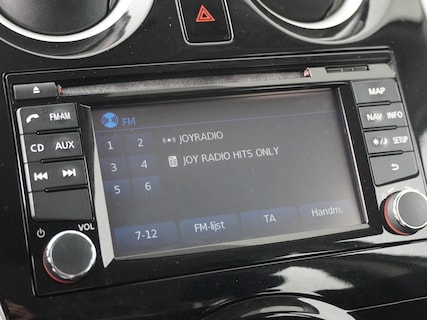 MAP
FM-AM
FM
NAV INFO
1 2
JOYRADIO
CD AUX
SETUP
3 4
JOY RADIO HITS ONLY
5 6
VOL
7-12
FM-lijst
TA
Handm.